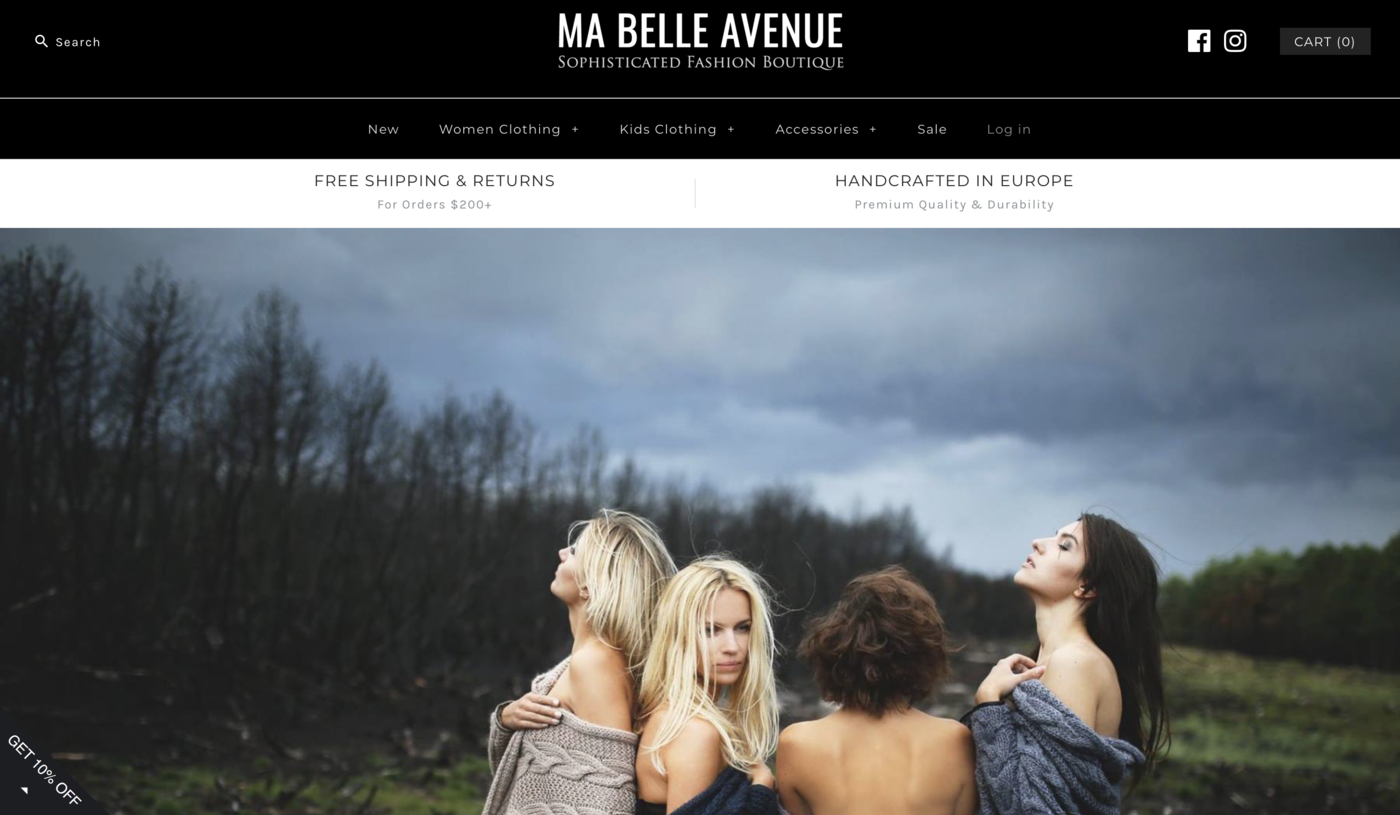 Search
MA BELLE AVENUE
SOPHISTICATED FASHION BOUTIQUE
CART (0)
New
Women Clothing +
Kids Clothing +
Accessories +
Sale
Log in
FREE SHIPPING & RETURNS
For Orders $200+
HANDCRAFTED IN EUROPE
Premium Quality & Durability
GET 10% OFF